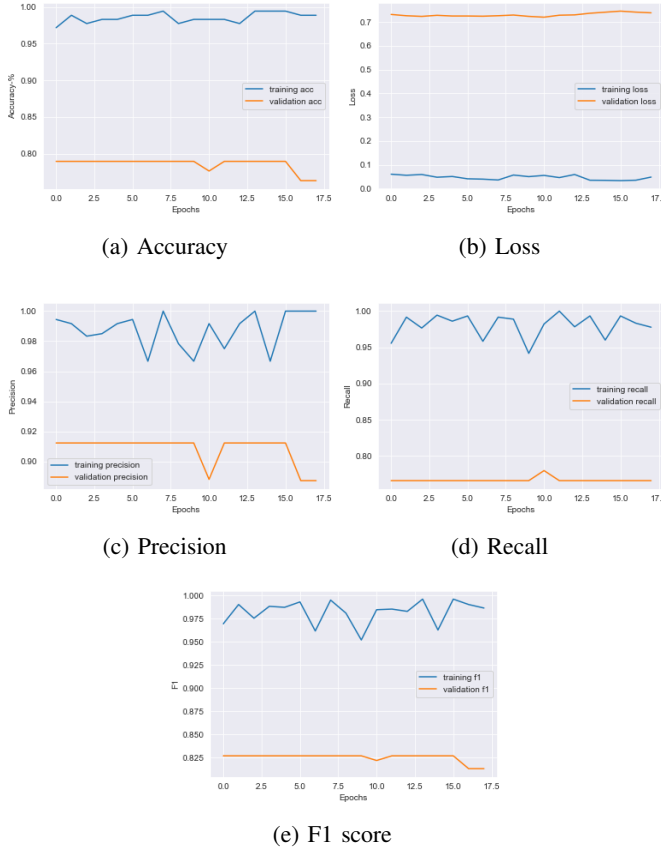 1.00
0.95
0.90
0.85
0.80
Accuracy-%
training acc
validation acc
0.0 2.5 5.0 7.5 10.0 12.5 15.0 17.5
Epochs
(a) Accuracy
0.7
0.6
0.5
0.4
0.3
0.2
0.1
0.0
Loss
training loss
validation loss
0.0 2.5 5.0 7.5 10.0 12.5 15.0 17.5
Epochs
(b) Loss
1.00
0.98
0.96
0.94
0.92
0.90
Precision
training precision
validation precision
0.0 2.5 5.0 7.5 10.0 12.5 15.0 17.5
Epochs
(c) Precision
1.00
0.95
0.90
0.85
0.80
Recall
training recall
validation recall
0.0 2.5 5.0 7.5 10.0 12.5 15.0 17.5
Epochs
(d) Recall
1.000
0.975
0.950
0.925
0.900
0.875
0.850
0.825
F1
training f1
validation f1
0.0 2.5 5.0 7.5 10.0 12.5 15.0 17.5
Epochs
(e) F1 score